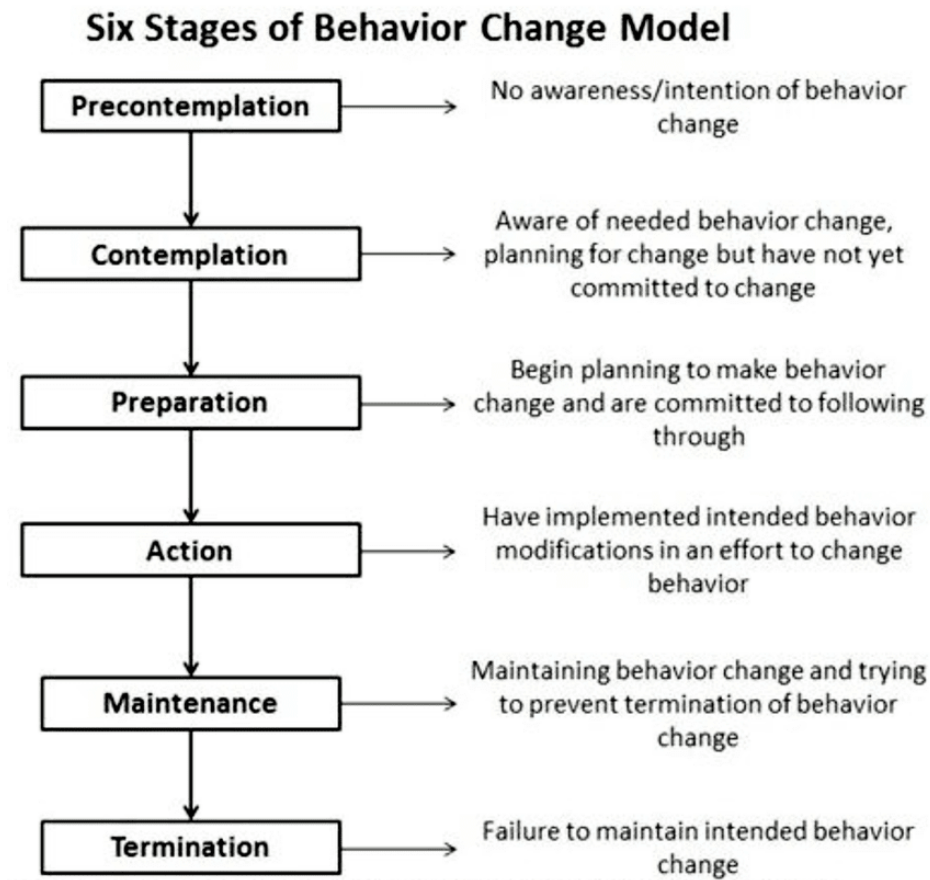 Six Stages of Behavior Change Model
Precontemplation
No awareness/intention of behavior
change
Contemplation
Aware of needed behavior change,
planning for change but have not yet
committed to change
Preparation
Begin planning to make behavior
change and are committed to following
through
Action
Have implemented intended behavior
modifications in an effort to change
behavior
Maintenance
Maintaining behavior change and trying
to prevent termination of behavior
change
Termination
Failure to maintain intended behavior
change